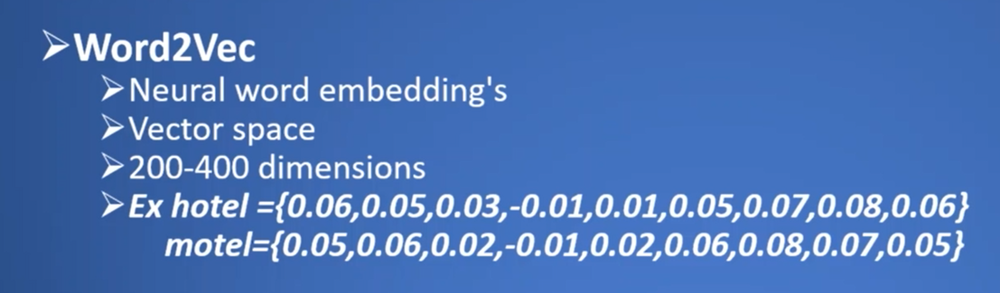 ➢Word2Vec
➢Neural word embedding's
➢Vector space
➢200-400 dimensions
➢Ex hotel ={0.06,0.05,0.03,-0.01,0.01,0.05,0.07,0.08,0.06}
motel={0.05,0.06,0.02,-0.01,0.02,0.06,0.08,0.07,0.05}